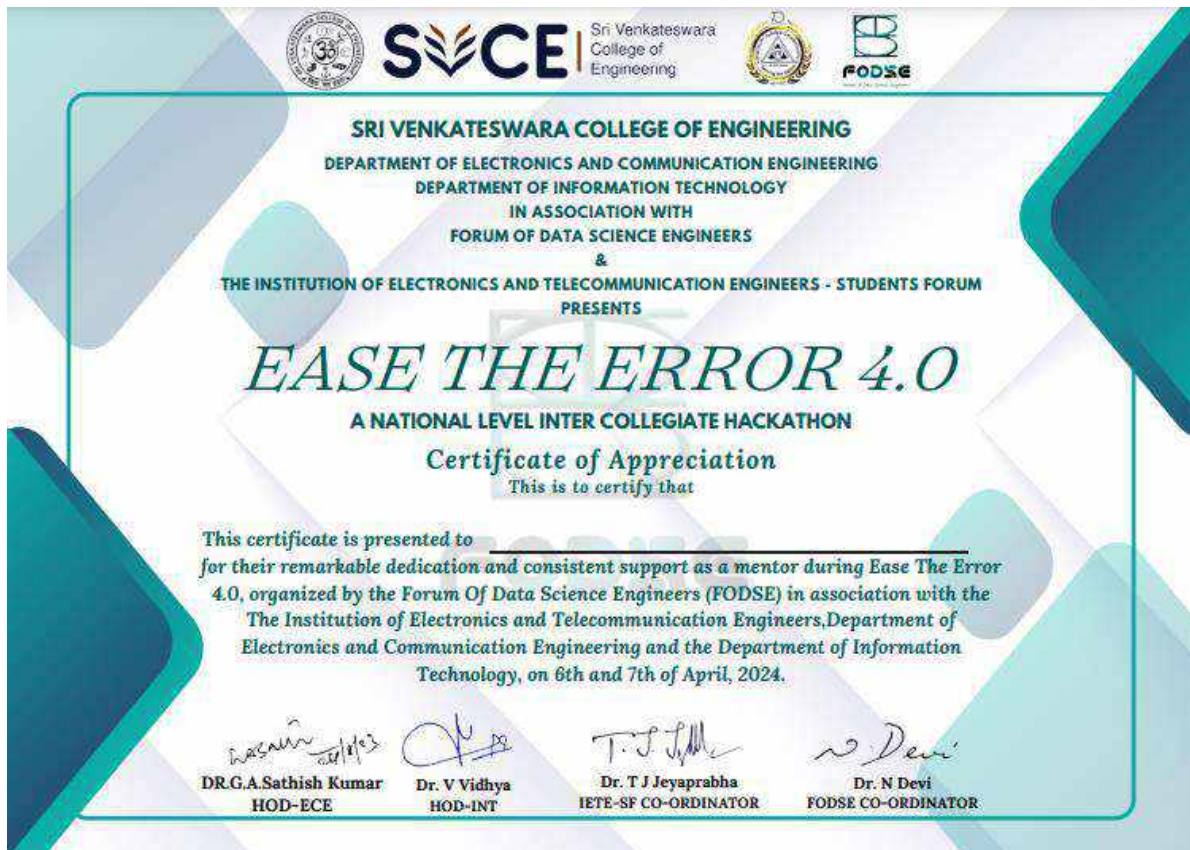 SVCE
Sri Venkateswara
College of
Engineering
FODSE
SRI VENKATESWARA COLLEGE OF ENGINEERING
DEPARTMENT OF ELECTRONICS AND COMMUNICATION ENGINEERING
DEPARTMENT OF INFORMATION TECHNOLOGY
IN ASSOCIATION WITH
FORUM OF DATA SCIENCE ENGINEERS
&
THE INSTITUTION OF ELECTRONICS AND TELECOMMUNICATION ENGINEERS - STUDENTS FORUM
PRESENTS
EASE THE ERROR 4.0
A NATIONAL LEVEL INTER COLLEGIATE HACKATHON
Certificate of Appreciation
This is to certify that
This certificate is presented to
for their remarkable dedication and consistent support as a mentor during Ease The Error
4.0, organized by the Forum Of Data Science Engineers (FODSE) in association with the
The Institution of Electronics and Telecommunication Engineers,Department of
Electronics and Communication Engineering and the Department of Information
Technology, on 6th and 7th of April, 2024.
FODSE
N. Devi
DR.G.A.Sathish Kumar
HOD-ECE
Dr. V Vidhya
HOD-INT
Dr. T J Jeyaprabha
IETE-SF CO-ORDINATOR
Dr. N Devi
FODSE CO-ORDINATOR